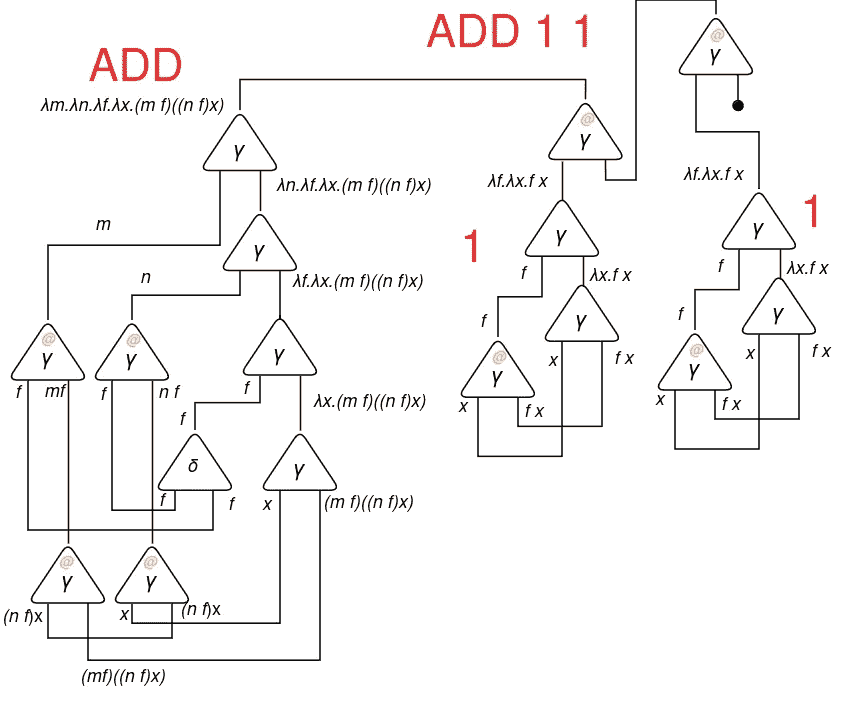 ADD
ADD 1 1
@
γ
λm.λn.λf.λx.(m f)((n f)x)
γ
@
γ
λn.λf.λx.(m f)((n f)x)
λf.λx.f x
λf.λx.f x
m
γ
γ
γ
1
1
n
λf.λx.(m f)((n f)x)
f
λx.f x
f
λx.f x
@
γ
@
γ
γ
f
γ
f
γ
f
mf
f
n f
f
λx.(m f)((n f)x)
@
γ
x
f x
@
γ
x
f x
f
x
f x
x
f x
δ
γ
f
f
x
(m f)((n f)x)
@
γ
@
γ
(n f)x
x
(n f)x
(mf)((n f)x)